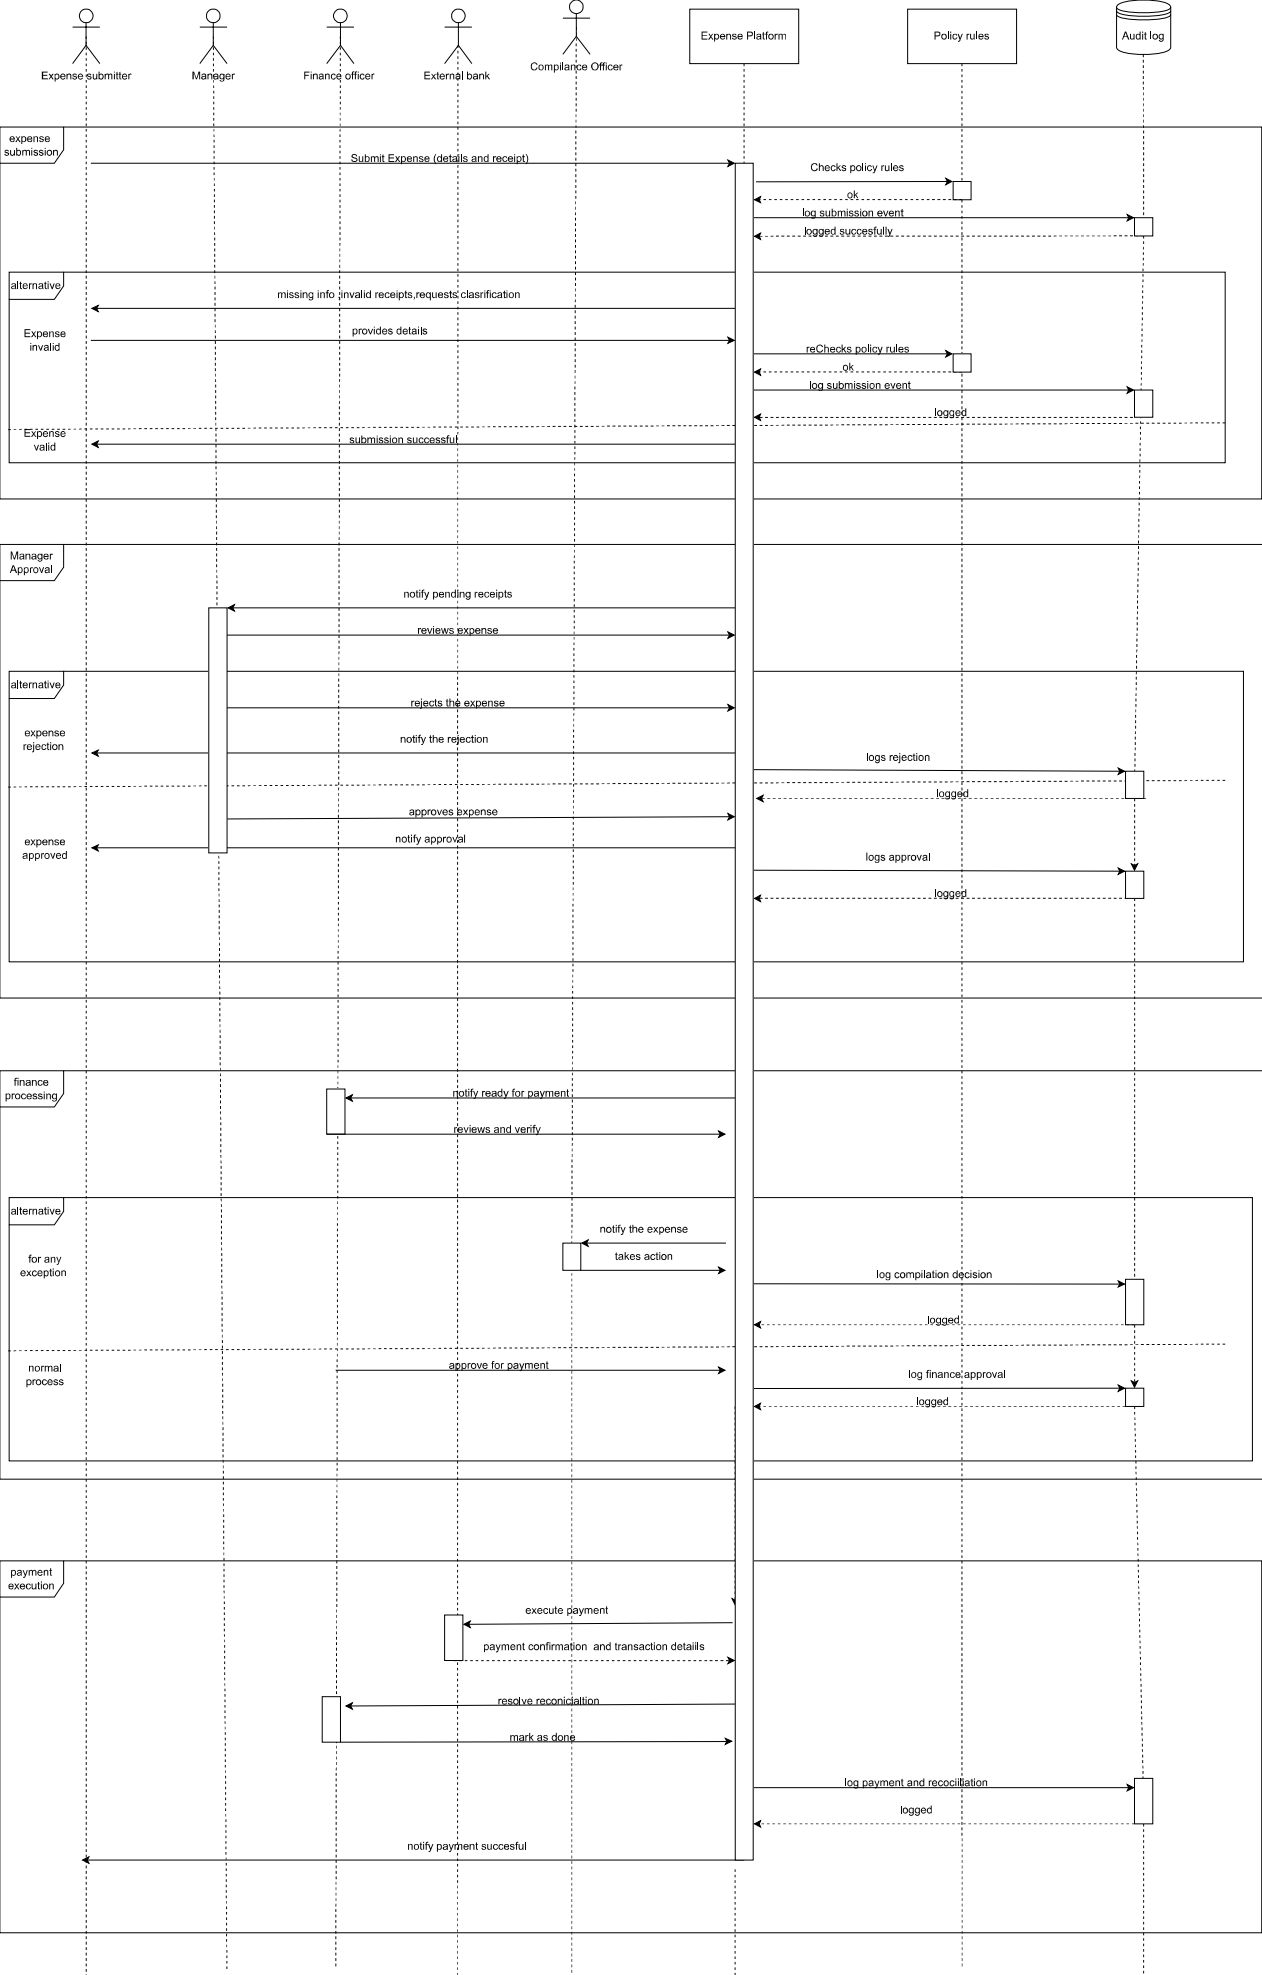 Expense submitter
Manager
Finance officer
External bank
Compliance Officer
Expense Platform
Policy rules
Audit log
expense
submission
Submit Expense (details and receipt)
Checks policy rules
ok
log submission event
logged succesfully
alternative
missing info ,invalid receipts,requests clasrification
Expense
invalid
provides details
reChecks policy rules
ok
log submission event
logged
Expense
valid
submission successful
Manager
Approval
notify pending receipts
reviews expense
alternative
rejects the expense
expense
rejection
notify the rejection
logs rejection
logged
approves expense
expense
approved
notify approval
logs approval
logged
finance
processing
notify ready for payment
reviews and verify
alternative
notify the expense
for any
exception
takes action
log compilation decision
logged
normal
process
approve for payment
log finance approval
logged
payment
execution
execute payment
payment confirmation  and transaction detaiils
resolve reconicialtion
mark as done
log payment and recociliation
logged
notify payment succesful